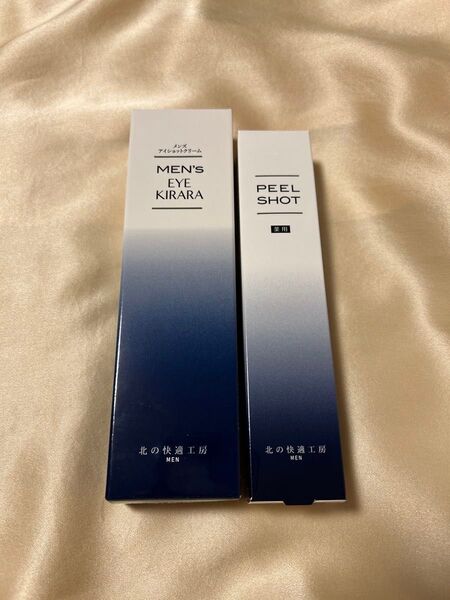 メンズ
アイショットクリーム
MEN's
EYE
KIRARA
北の快適工房
MEN
PEEL
SHOT
薬用
北の快適工房
MEN